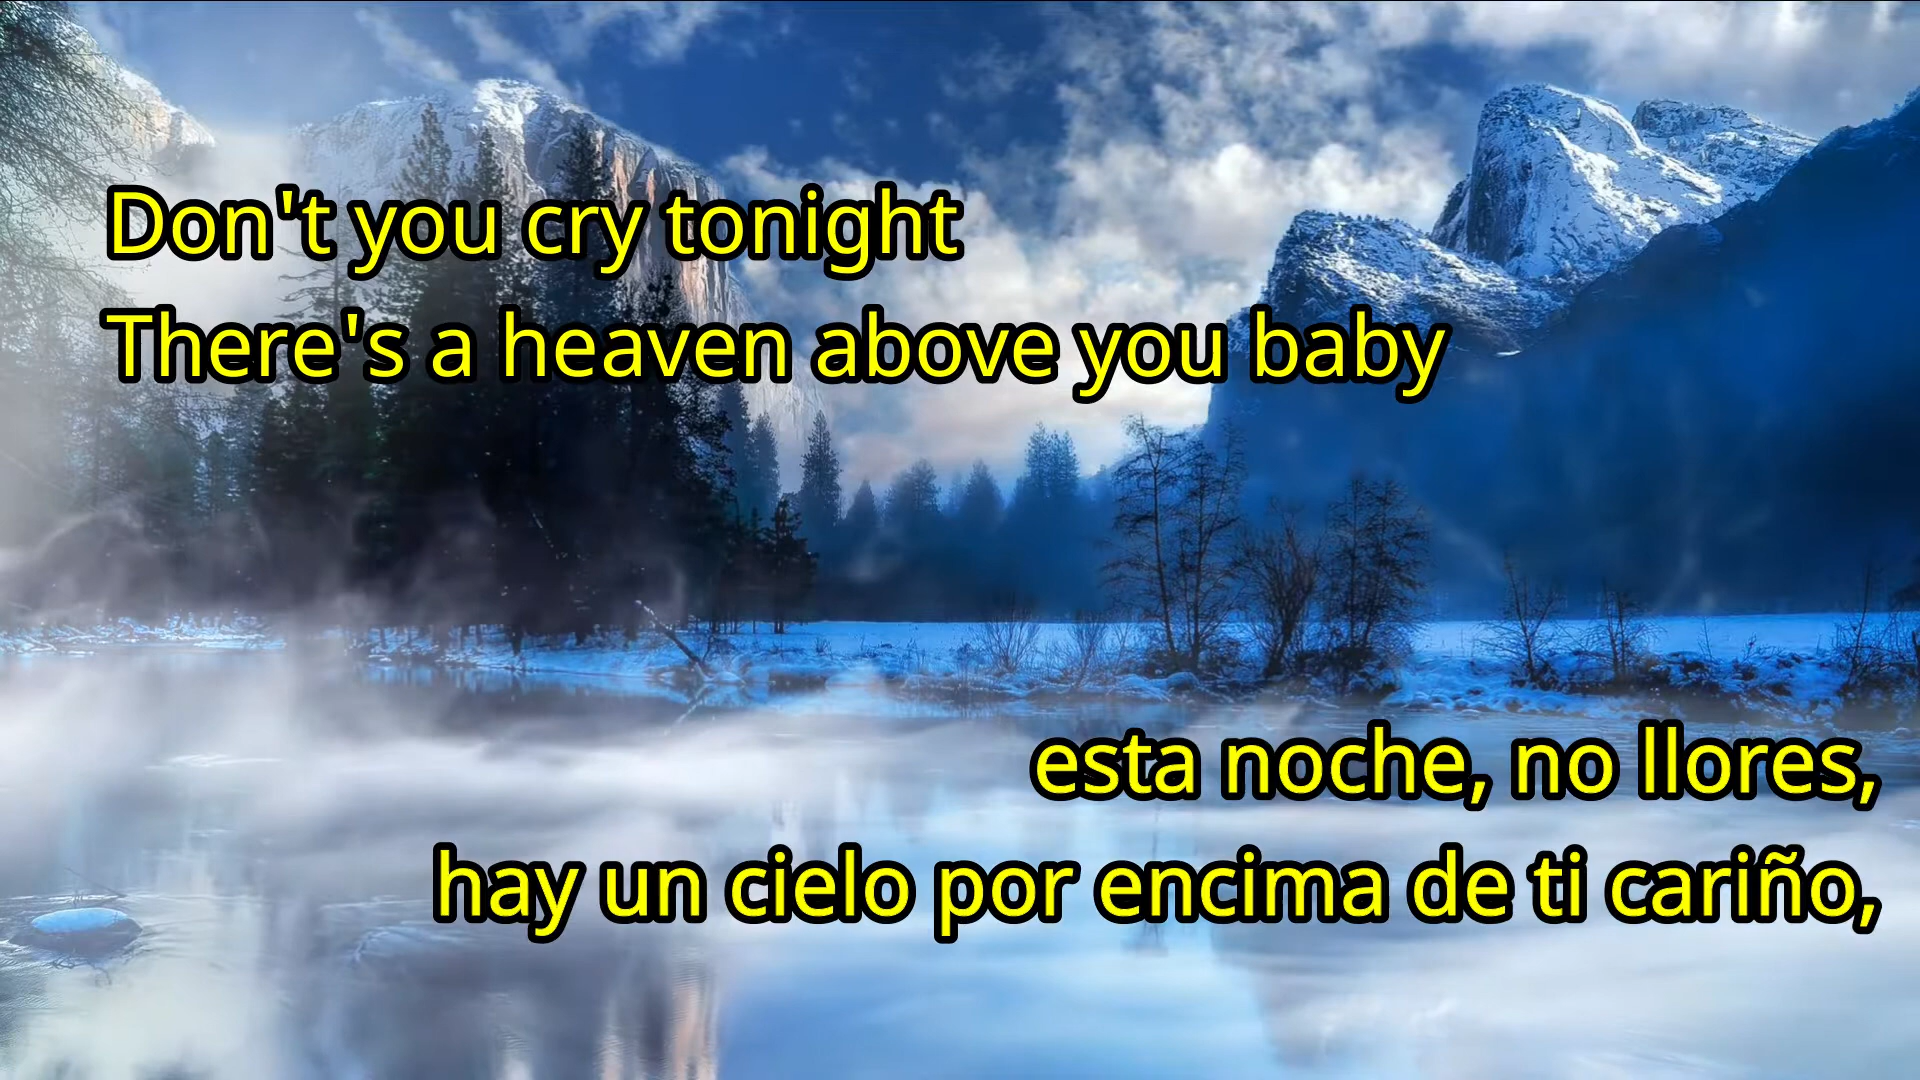 Don't you cry tonight
There's a heaven above you baby
esta noche, no llores,
hay un cielo por encima de ti cariño,